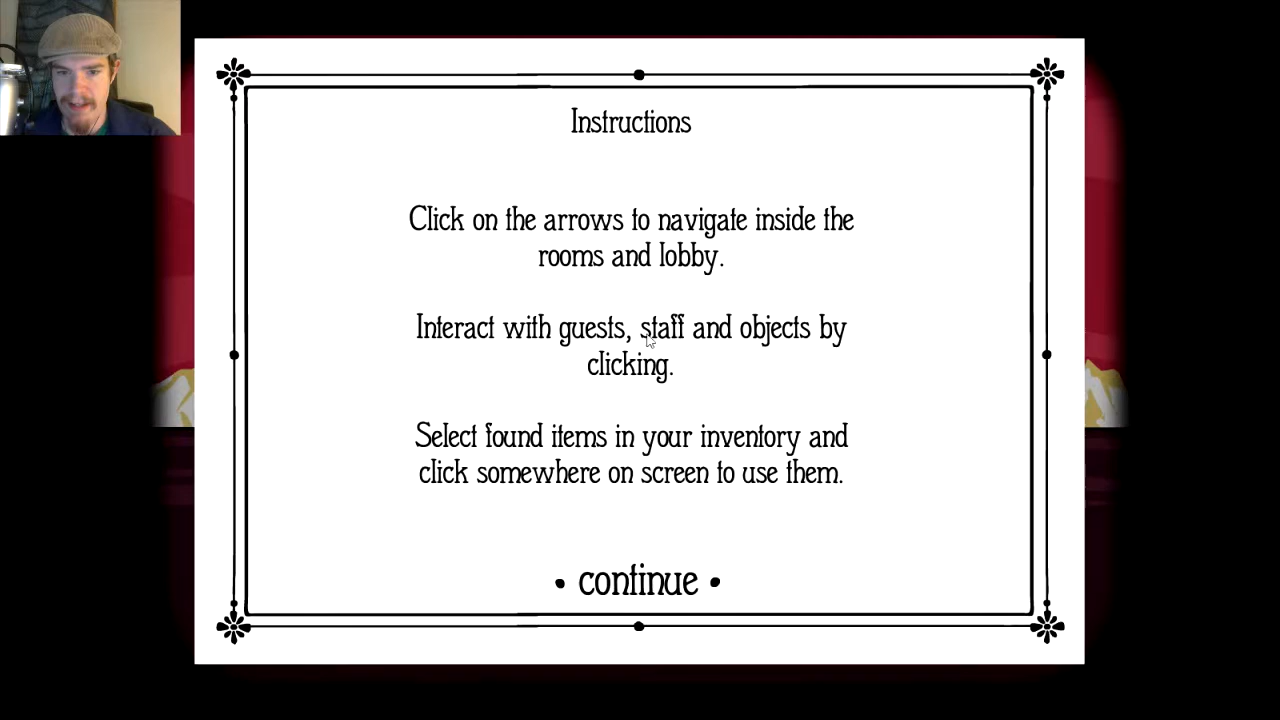 Instructions
Click on the arrows to navigate inside the
rooms and lobby.
Interact with guests, staff and objects by
clicking.
Select found items in your inventory and
click somewhere on screen to use them.
• continue •